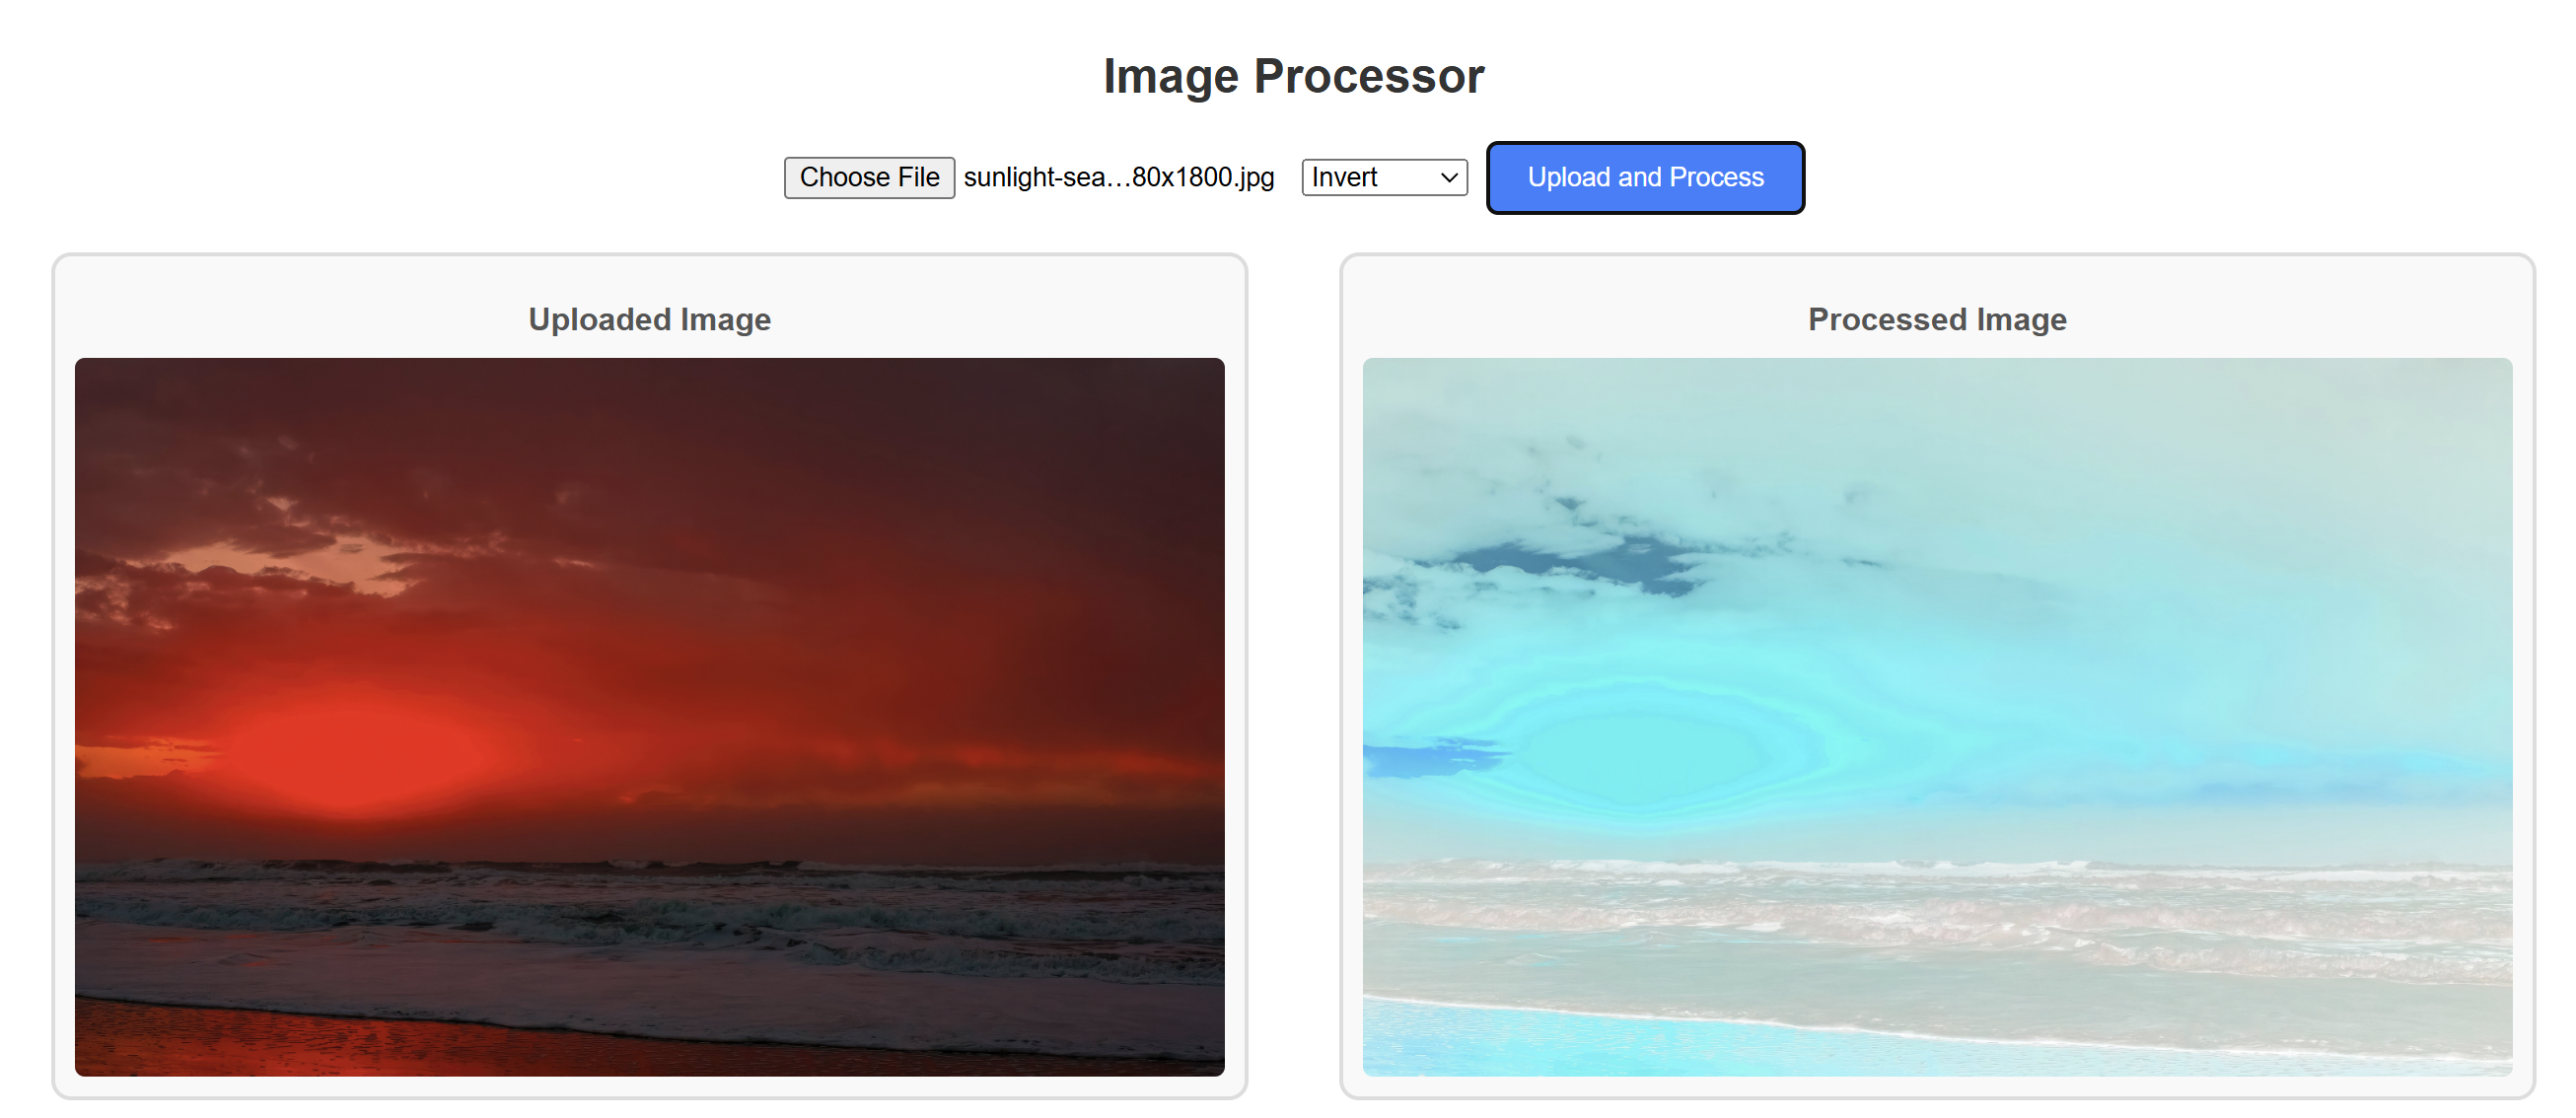 Image Processor
Choose File sunlight-sea…80x1800.jpg Invert Upload and Process
Uploaded Image
Processed Image